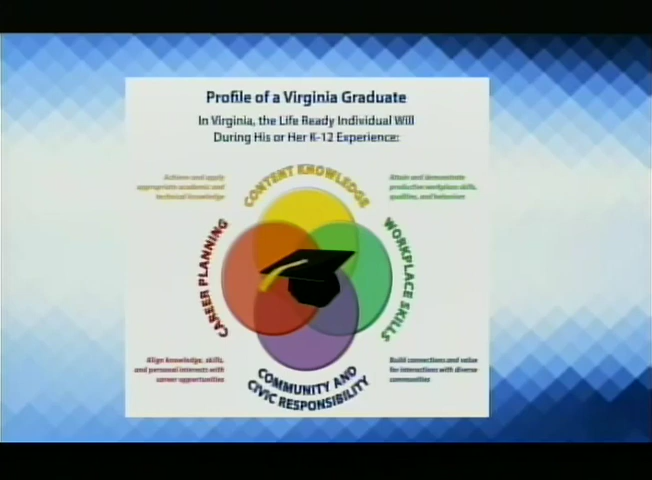 Profile of a Virginia Graduate
In Virginia, the Life Ready Individual Will
During His or Her K-12 Experience:
Achieve and apply
appropriate academic and
technical knowledge
CONTENT KNOWLEDGE
Attain and demonstrate
productive workplace skills,
qualities, and behaviors
CAREER PLANNING
WORKPLACE SKILLS
Align knowledge, skills,
and personal interests with
career opportunities
COMMUNITY AND
CIVIC RESPONSIBILITY
Build connections and value
for interactions with diverse
communities